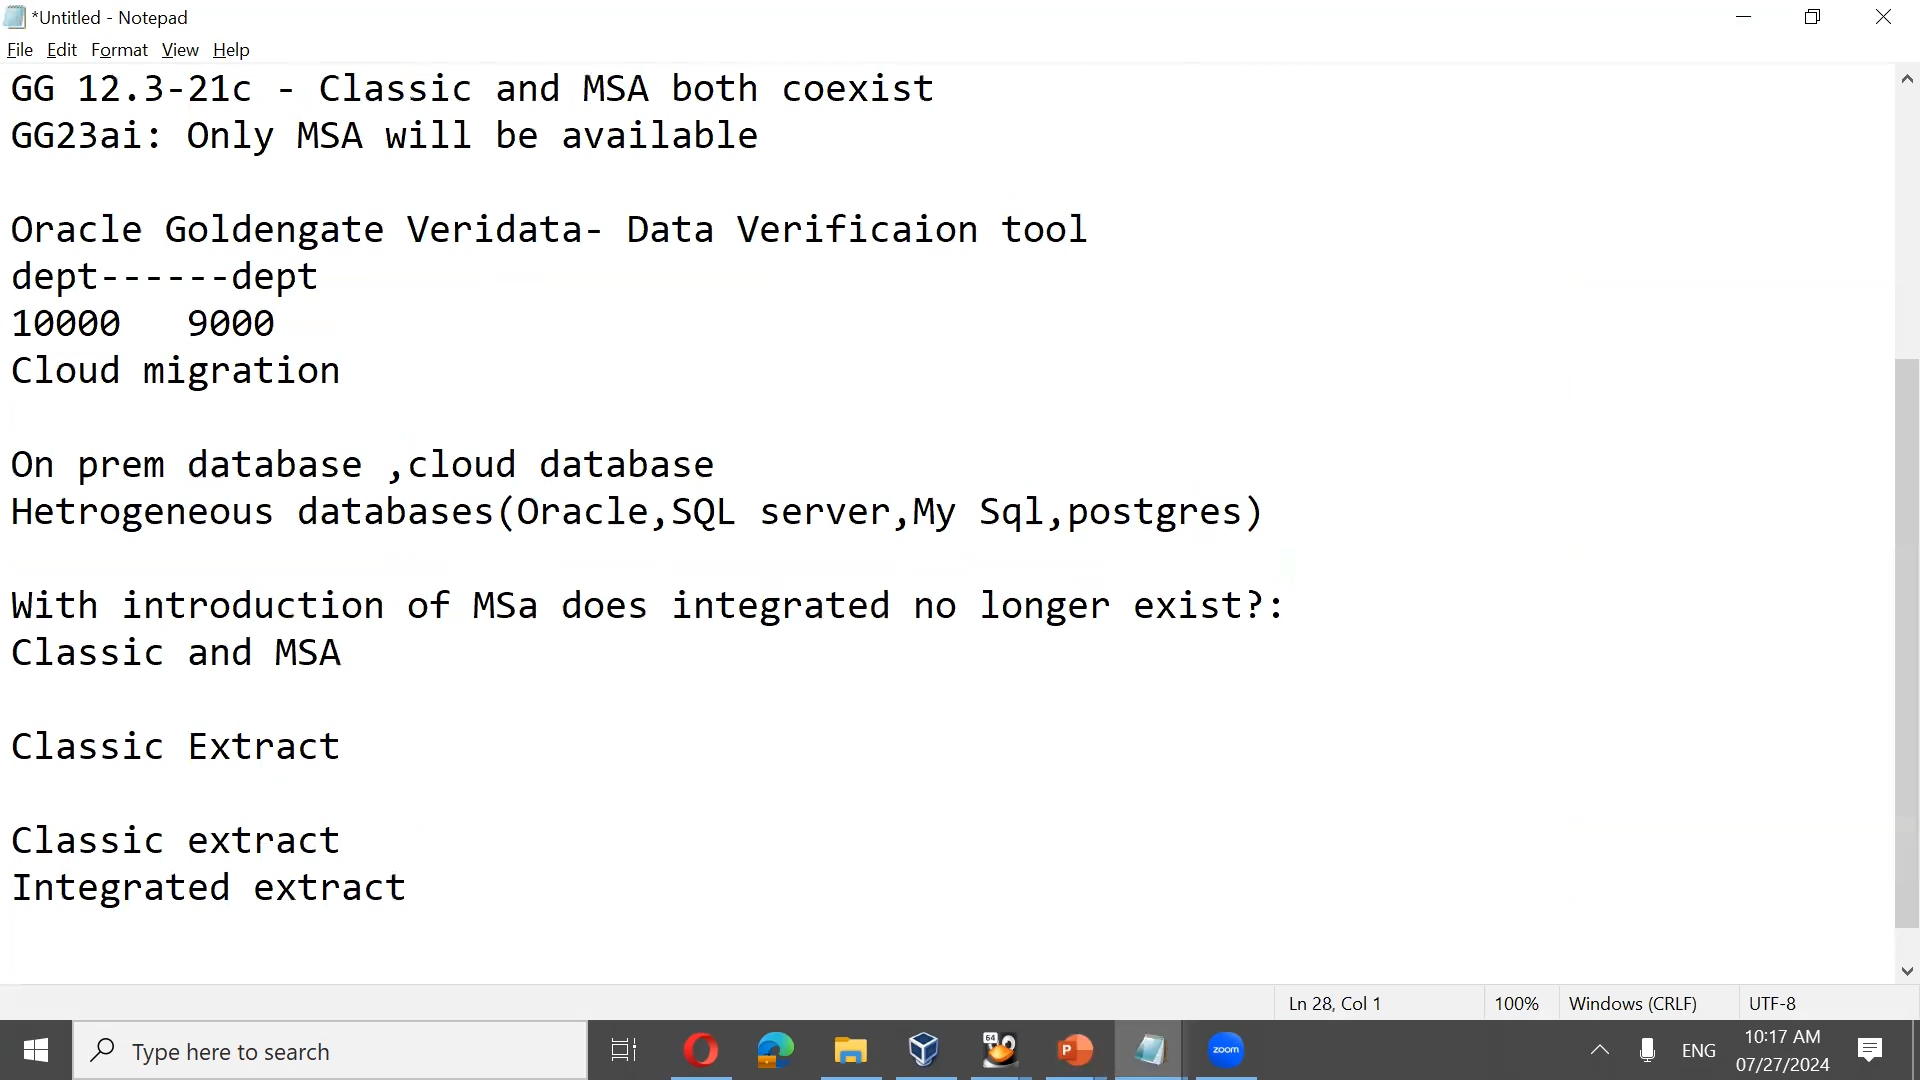 *Untitled - Notepad
File Edit Format View Help
GG 12.3-21c - Classic and MSA both coexist
GG23ai: Only MSA will be available
Oracle Goldengate Veridata- Data Verificaion tool
dept------dept
10000 9000
Cloud migration
On prem database ,cloud database
Hetrogeneous databases(Oracle,SQL server,My Sql,postgres)
With introduction of MSa does integrated no longer exist?:
Classic and MSA
Classic Extract
Classic extract
Integrated extract
Ln 28, Col 1 100% Windows (CRLF) UTF-8
Type here to search 64 P zoom ENG 10:17 AM
07/27/2024